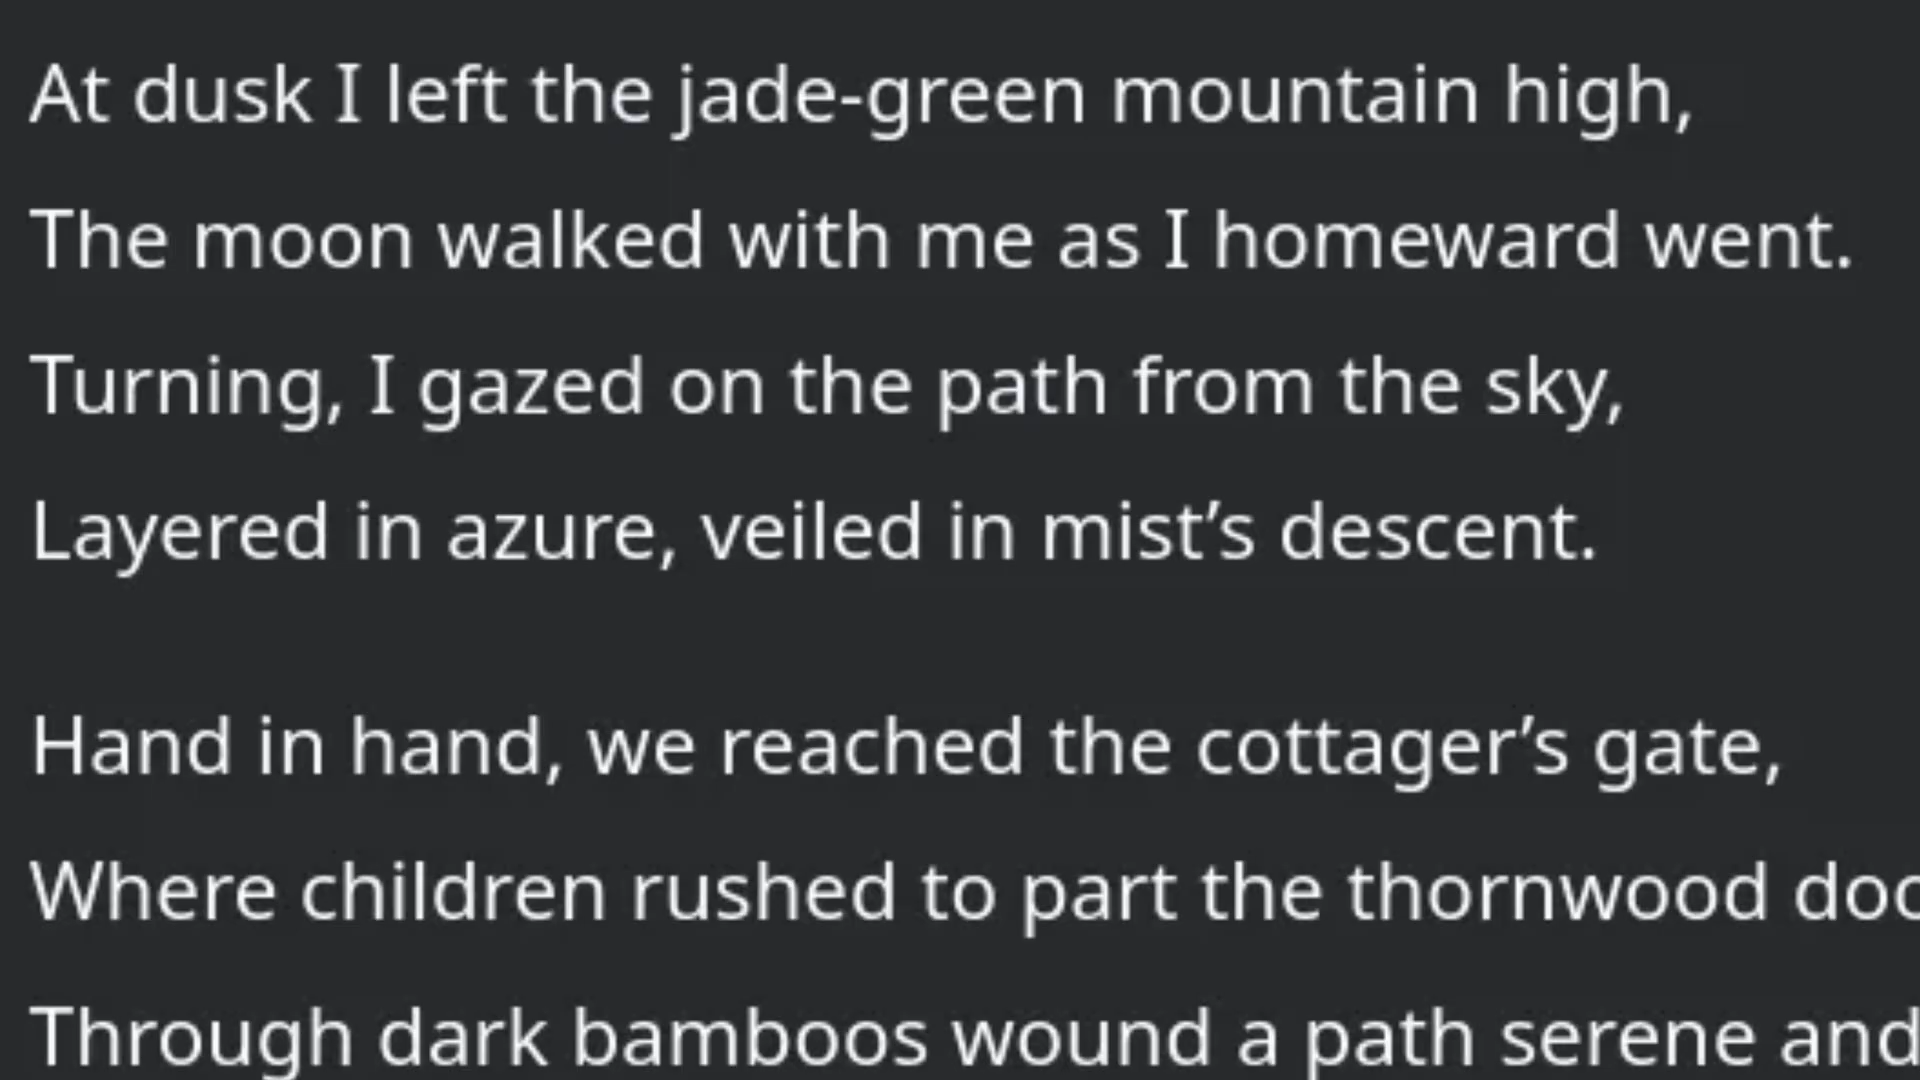 At dusk I left the jade-green mountain high,
The moon walked with me as I homeward went.
Turning, I gazed on the path from the sky,
Layered in azure, veiled in mist’s descent.
Hand in hand, we reached the cottager’s gate,
Where children rushed to part the thornwood
Through dark bamboos wound a path serene and